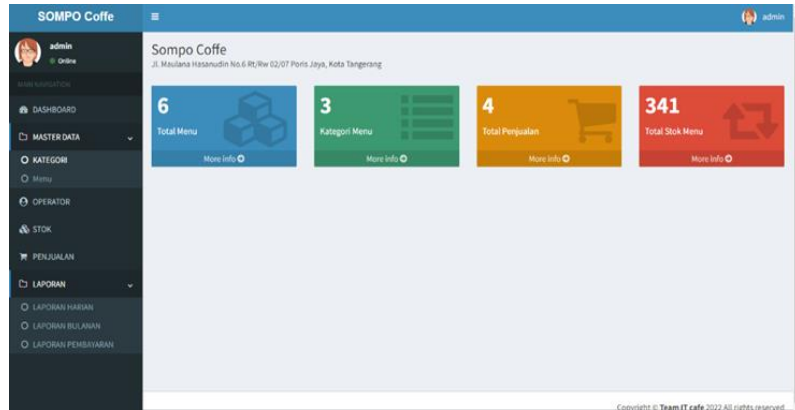 SOMPO Coffe
admin
admin
Online
MAIN NAVIGATION
DASHBOARD
MASTER DATA
KATEGORI
Menu
OPERATOR
STOK
PENJUALAN
LAPORAN
LAPORAN HARIAN
LAPORAN BULANAN
LAPORAN PEMBAYARAN
Sompo Coffe
Jl. Maulana Hasanudin No.6 Rt/Rw 02/07 Poris Jaya, Kota Tangerang
6
Total Menu
More info
3
Kategori Menu
More info
4
Total Penjualan
More info
341
Total Stok Menu
More info
Copyright © Team IT cafe 2022 All rights reserved